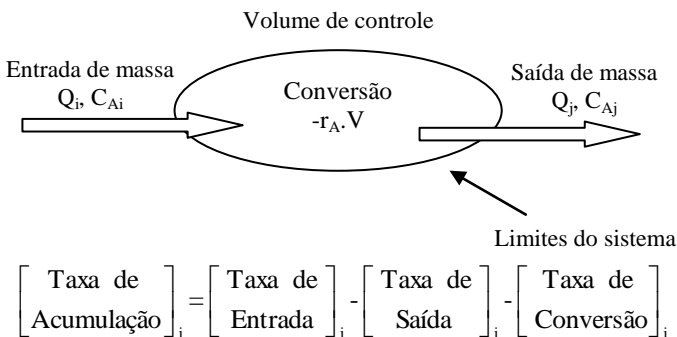 Volume de controle
Entrada de massa
Qi, CAi
Conversão
-rA.V
Saída de massa
Qj, CAj
Limites do sistema
[Taxa de Acumulação]i = [Taxa de Entrada]i - [Taxa de Saída]i - [Taxa de Conversão]i